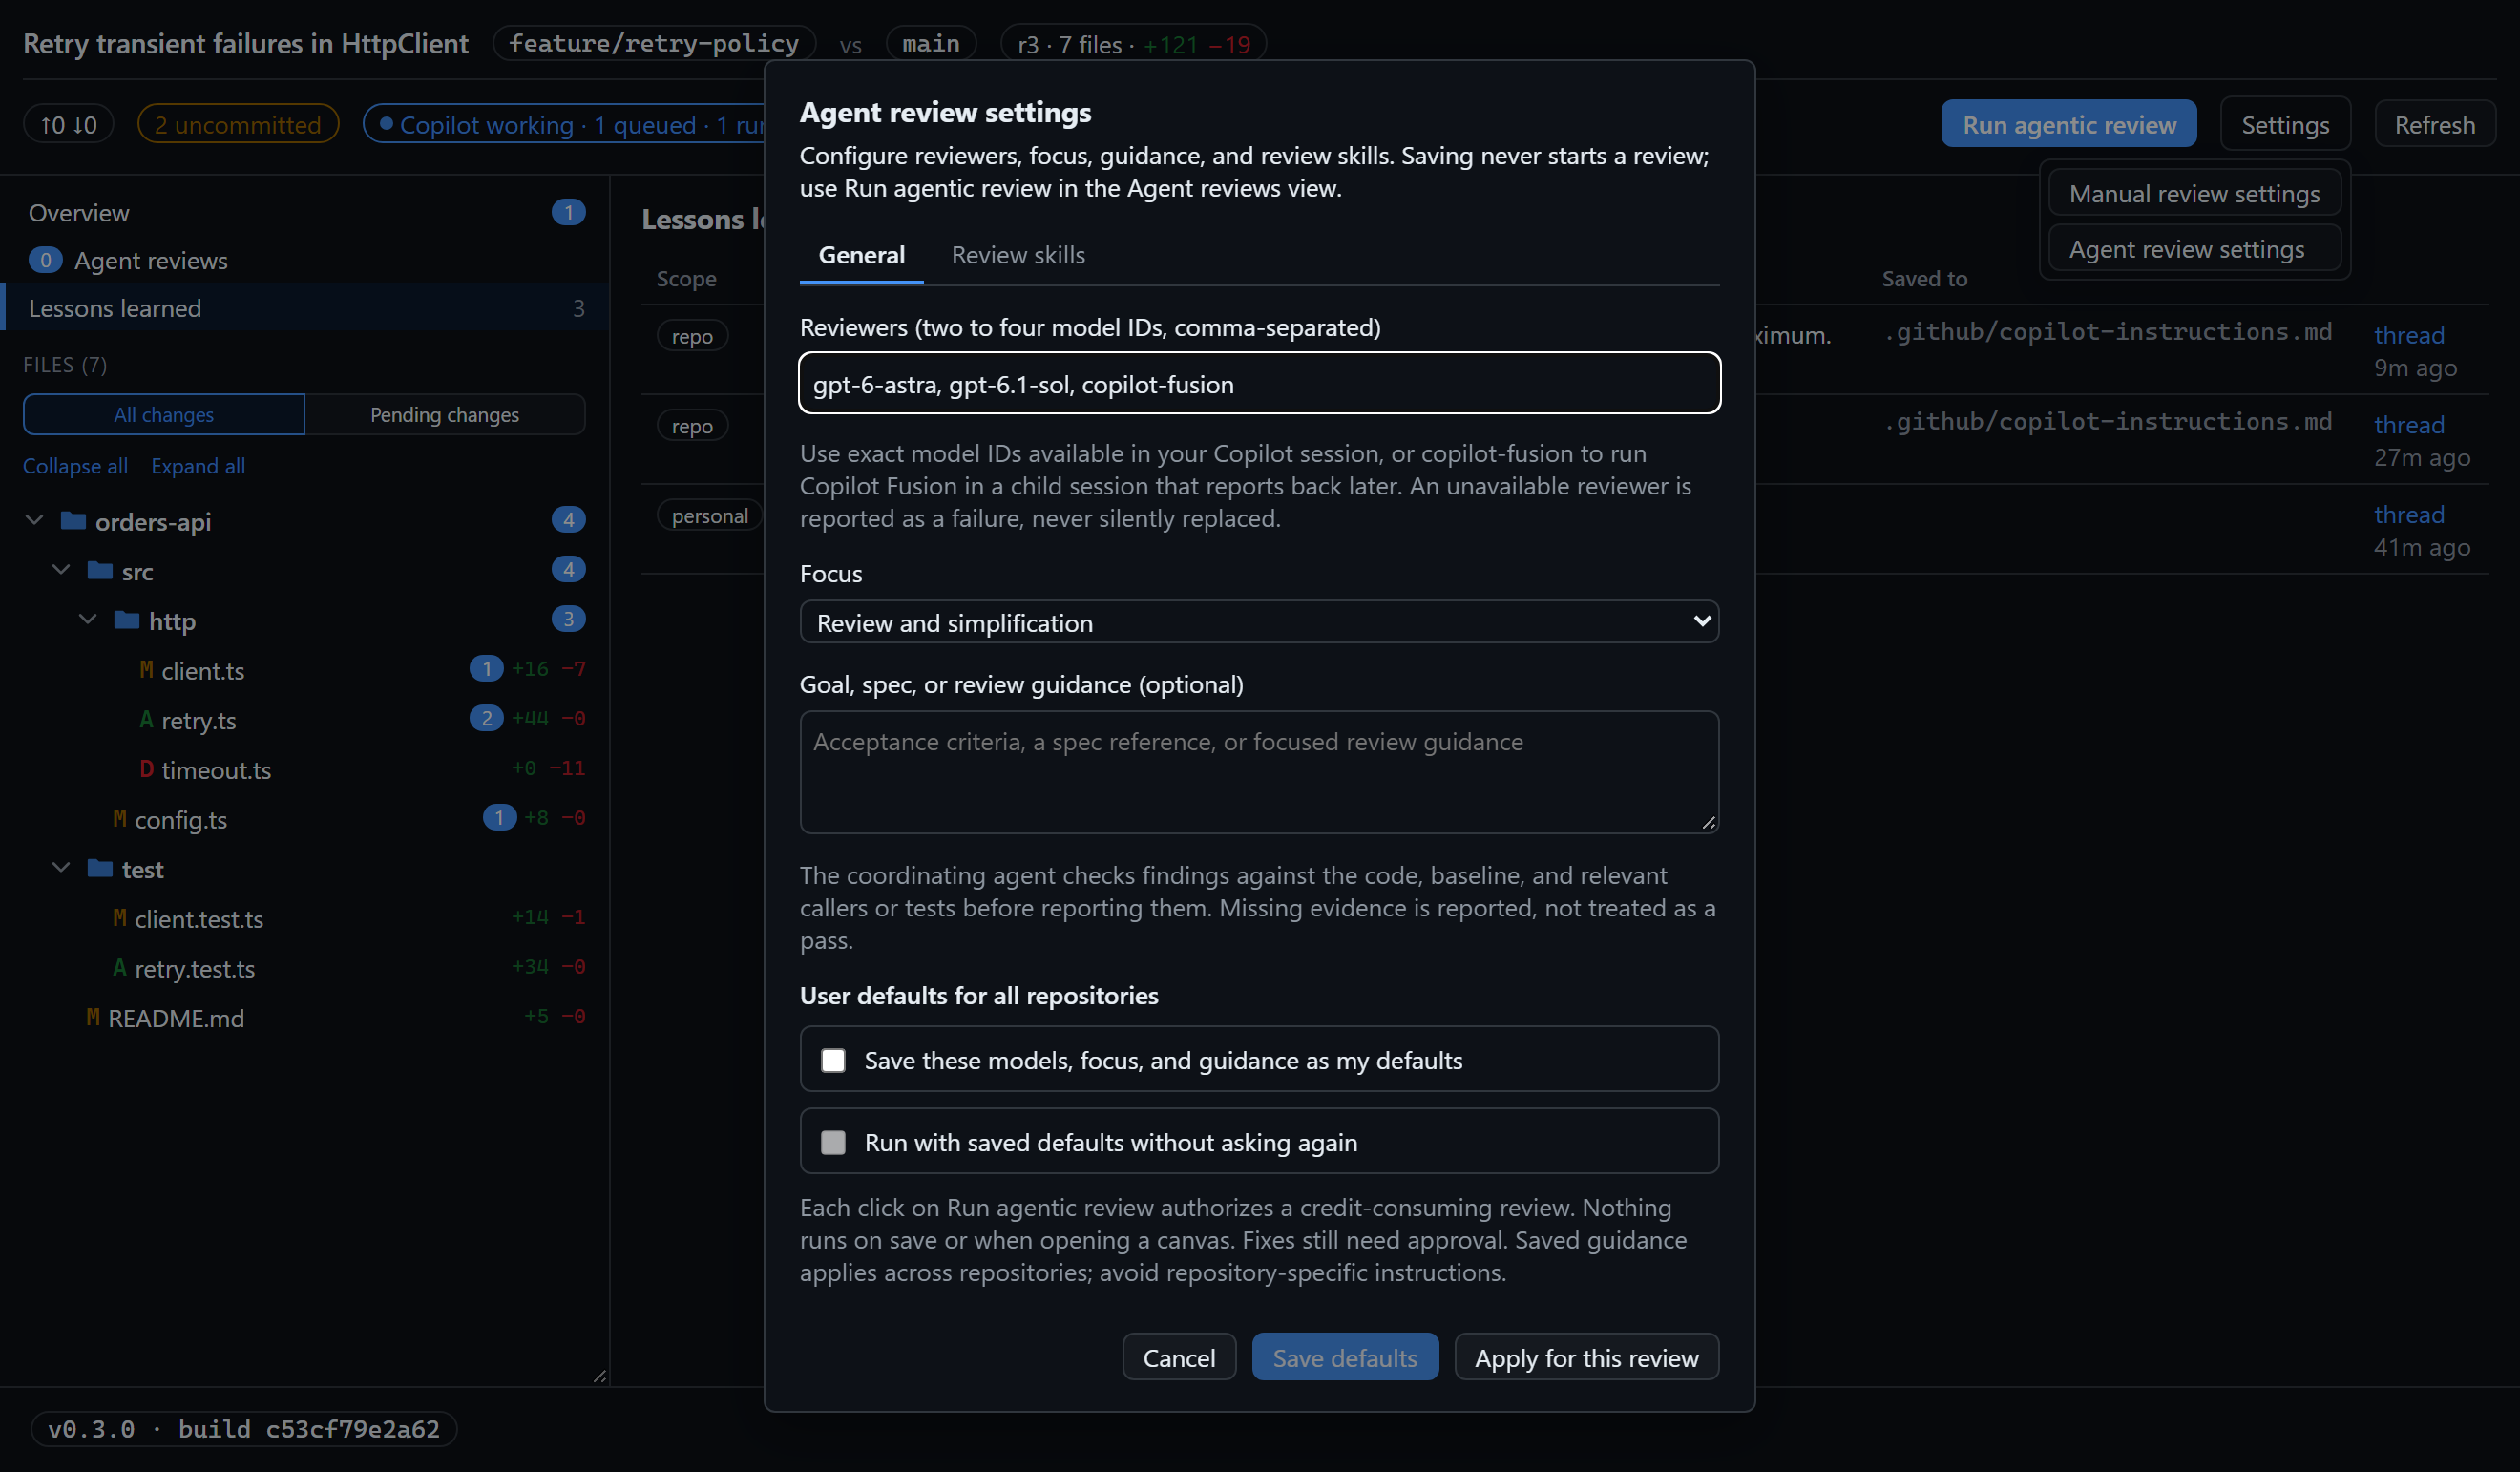 Retry transient failures in HttpClient feature/retry-policy vs main r3 · 7 files · +121 −19
↑0 ↓0 2 uncommitted Copilot working · 1 queued · 1
Run agentic review Settings Refresh
Manual review settings
Agent review settings
Overview 1
0 Agent reviews
Lessons learned 3
FILES (7)
All changes Pending changes
Collapse all Expand all
orders-api 4
src 4
http 3
M client.ts 1 +16 −7
A retry.ts 2 +44 −0
D timeout.ts +0 −11
M config.ts 1 +8 −0
test
M client.test.ts +14 −1
A retry.test.ts +34 −0
M README.md +5 −0
v0.3.0 · build c53cf79e2a62
Lessons
Scope Saved to
repo .github/copilot-instructions.md thread
9m ago
repo .github/copilot-instructions.md thread
27m ago
personal thread
41m ago
Agent review settings
Configure reviewers, focus, guidance, and review skills. Saving never starts a review;
use Run agentic review in the Agent reviews view.
General Review skills
Reviewers (two to four model IDs, comma-separated)
gpt-6-astra, gpt-6.1-sol, copilot-fusion
Use exact model IDs available in your Copilot session, or copilot-fusion to run
Copilot Fusion in a child session that reports back later. An unavailable reviewer is
reported as a failure, never silently replaced.
Focus
Review and simplification
Goal, spec, or review guidance (optional)
Acceptance criteria, a spec reference, or focused review guidance
The coordinating agent checks findings against the code, baseline, and relevant
callers or tests before reporting them. Missing evidence is reported, not treated as a
pass.
User defaults for all repositories
Save these models, focus, and guidance as my defaults
Run with saved defaults without asking again
Each click on Run agentic review authorizes a credit-consuming review. Nothing
runs on save or when opening a canvas. Fixes still need approval. Saved guidance
applies across repositories; avoid repository-specific instructions.
Cancel Save defaults Apply for this review